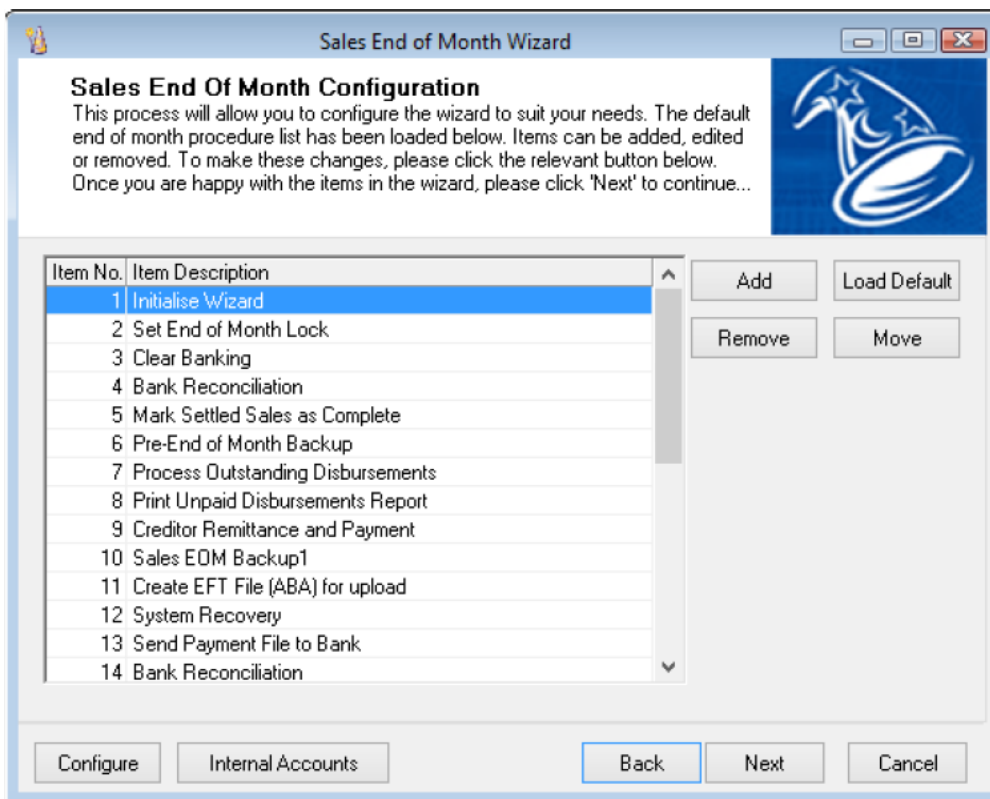 Sales End of Month Wizard
Sales End Of Month Configuration
This process will allow you to configure the wizard to suit your needs. The default
end of month procedure list has been loaded below. Items can be added, edited
or removed. To make these changes, please click the relevant button below.
Once you are happy with the items in the wizard, please click 'Next' to continue...
Item No. Item Description
1 Initialise Wizard
2 Set End of Month Lock
3 Clear Banking
4 Bank Reconciliation
5 Mark Settled Sales as Complete
6 Pre-End of Month Backup
7 Process Outstanding Disbursements
8 Print Unpaid Disbursements Report
9 Creditor Remittance and Payment
10 Sales EOM Backup1
11 Create EFT File (ABA) for upload
12 System Recovery
13 Send Payment File to Bank
14 Bank Reconciliation
Add Load Default
Remove Move
Configure Internal Accounts Back Next Cancel